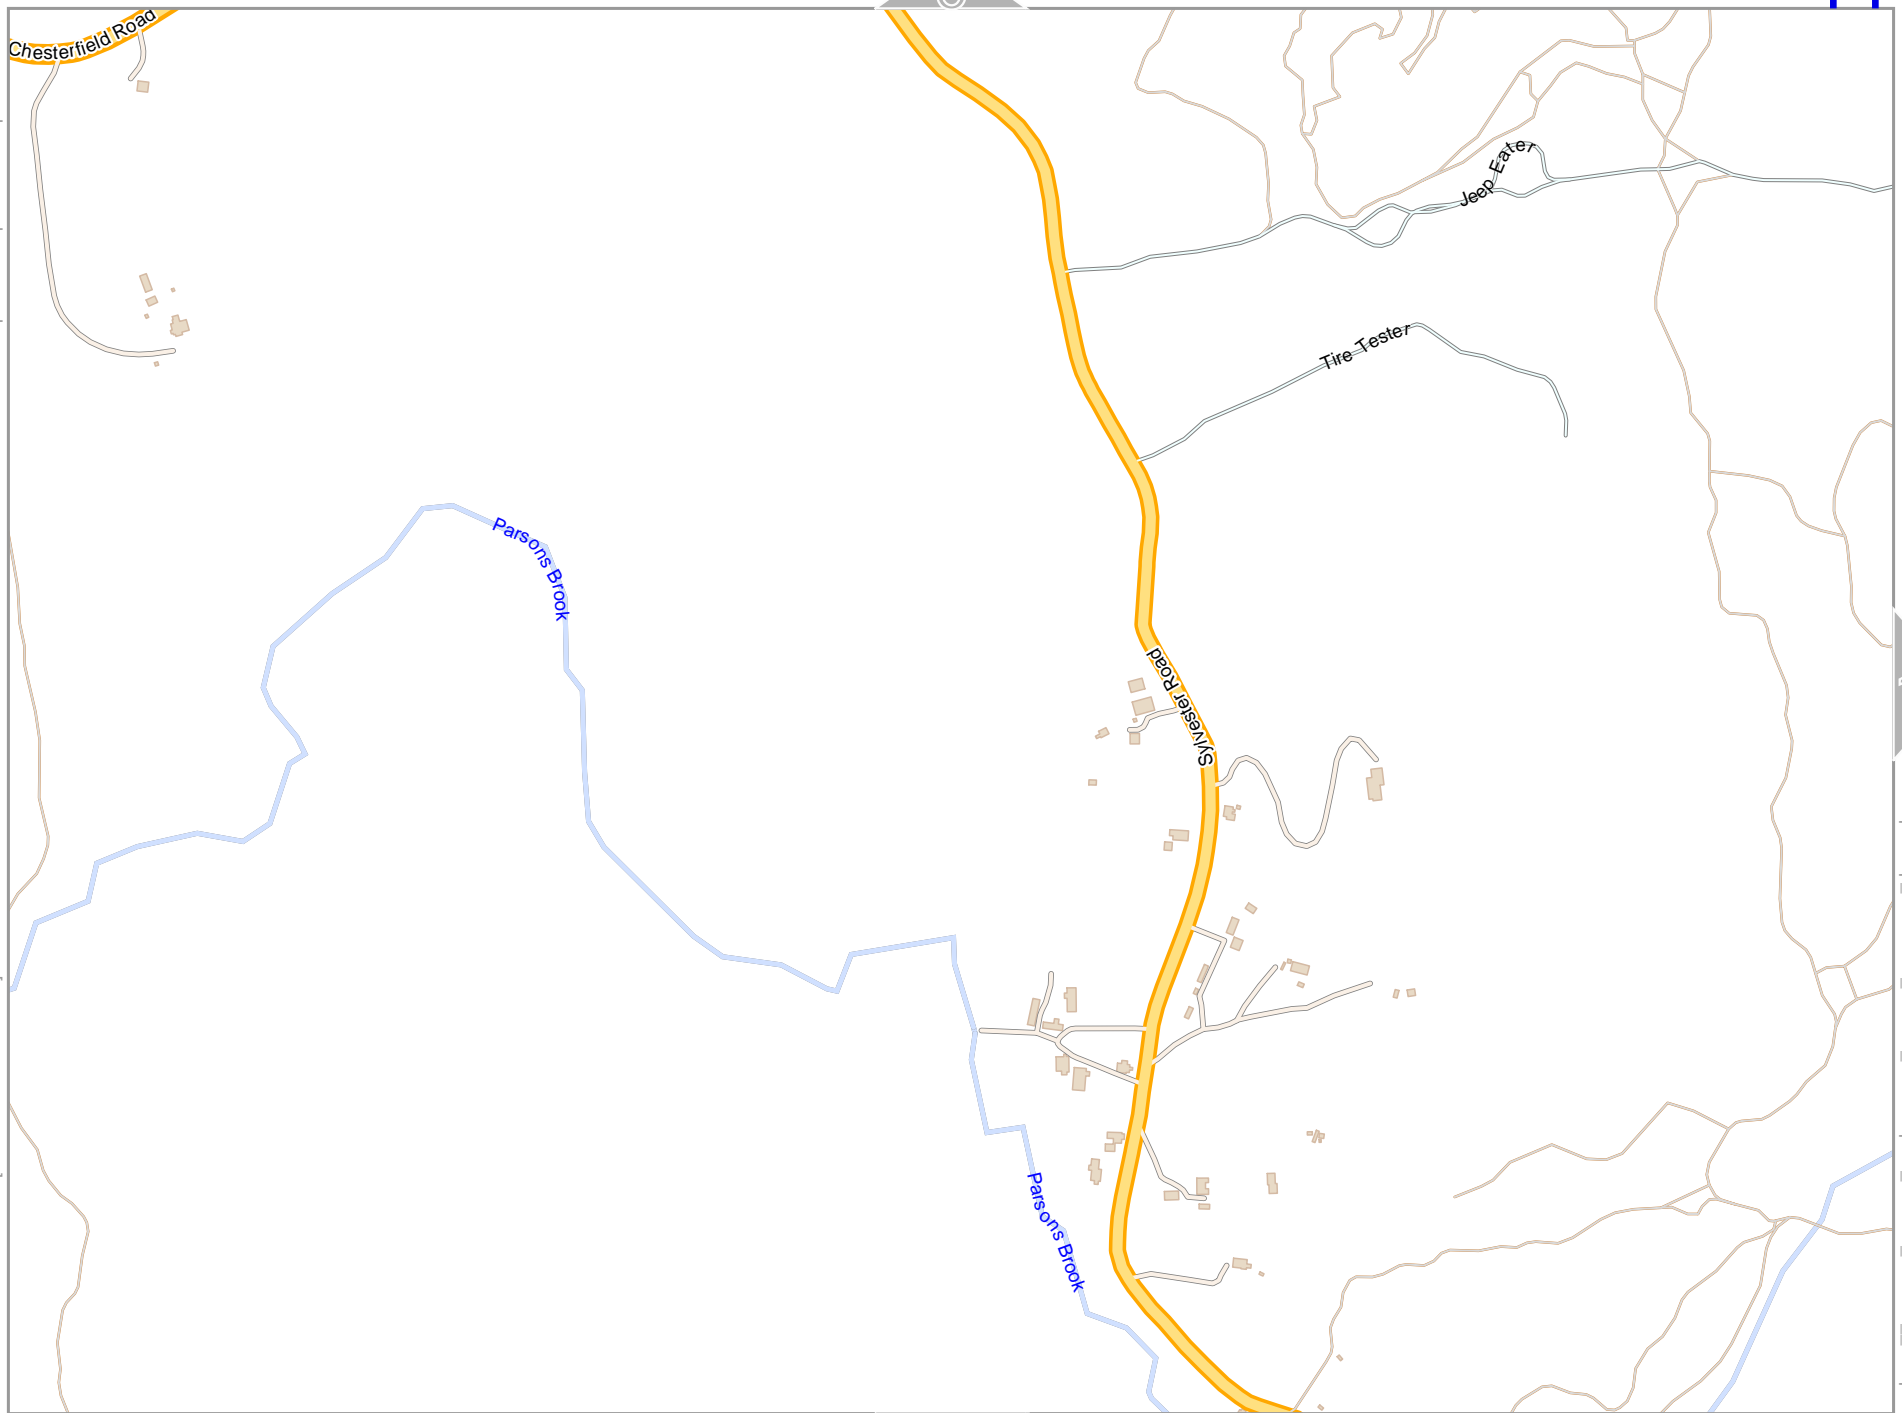 Chesterfield Road
Jeep Eater
Tire Tester
Parsons Brook
Sylvester Road
Parsons Brook